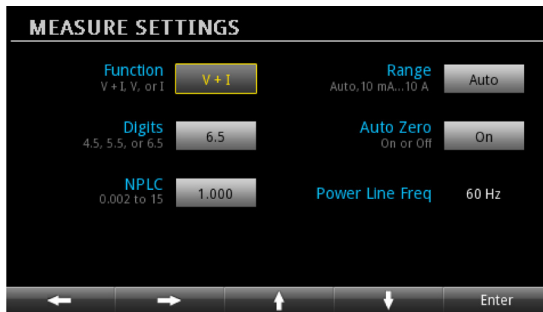 MEASURE SETTINGS
Function
V + I, V, or I
V + I
Range
Auto,10 mA...10 A
Auto
Digits
4.5, 5.5, or 6.5
6.5
Auto Zero
On or Off
On
NPLC
0.002 to 15
1.000
Power Line Freq
60 Hz
Enter